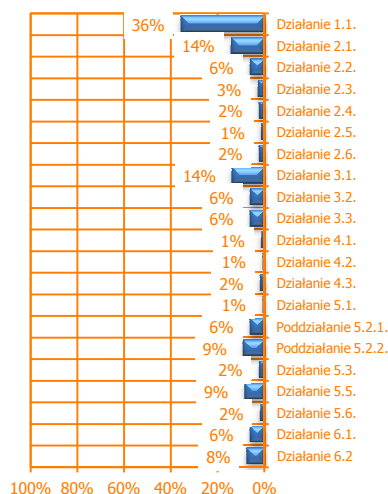 36% Działanie 1.1.
14% Działanie 2.1.
6% Działanie 2.2.
3% Działanie 2.3.
2% Działanie 2.4.
1% Działanie 2.5.
2% Działanie 2.6.
14% Działanie 3.1.
6% Działanie 3.2.
6% Działanie 3.3.
1% Działanie 4.1.
1% Działanie 4.2.
2% Działanie 4.3.
1% Działanie 5.1.
6% Poddziałanie 5.2.1.
9% Poddziałanie 5.2.2.
2% Działanie 5.3.
9% Działanie 5.5.
2% Działanie 5.6.
6% Działanie 6.1.
8% Działanie 6.2
100% 80% 60% 40% 20% 0%